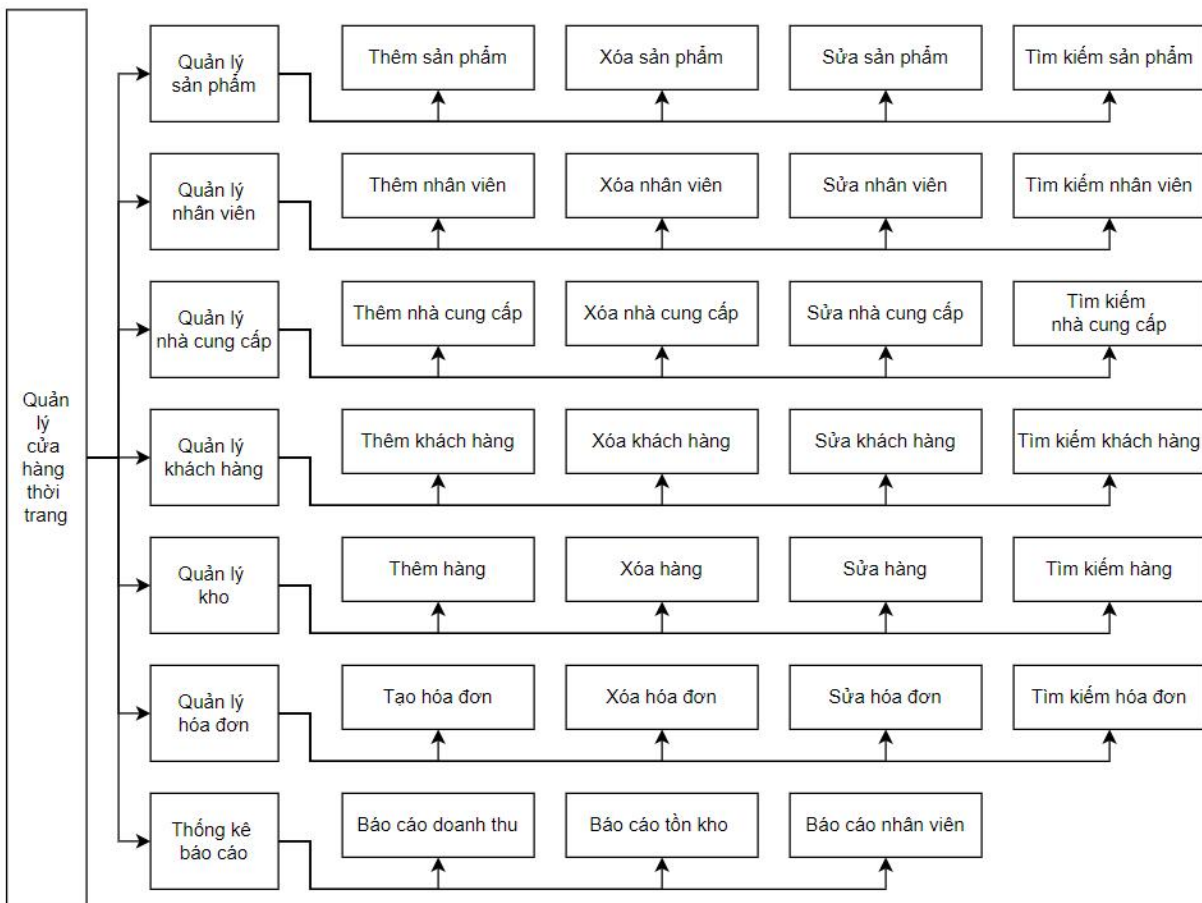 Quản
lý
cửa
hàng
thời
trang
Quản lý
sản phẩm
Thêm sản phẩm
Xóa sản phẩm
Sửa sản phẩm
Tìm kiếm sản phẩm
Quản lý
nhân viên
Thêm nhân viên
Xóa nhân viên
Sửa nhân viên
Tìm kiếm nhân viên
Quản lý
nhà cung cấp
Thêm nhà cung cấp
Xóa nhà cung cấp
Sửa nhà cung cấp
Tìm kiếm
nhà cung cấp
Quản lý
khách hàng
Thêm khách hàng
Xóa khách hàng
Sửa khách hàng
Tìm kiếm khách hàng
Quản lý
kho
Thêm hàng
Xóa hàng
Sửa hàng
Tìm kiếm hàng
Quản lý
hóa đơn
Tạo hóa đơn
Xóa hóa đơn
Sửa hóa đơn
Tìm kiếm hóa đơn
Thống kê
báo cáo
Báo cáo doanh thu
Báo cáo tồn kho
Báo cáo nhân viên